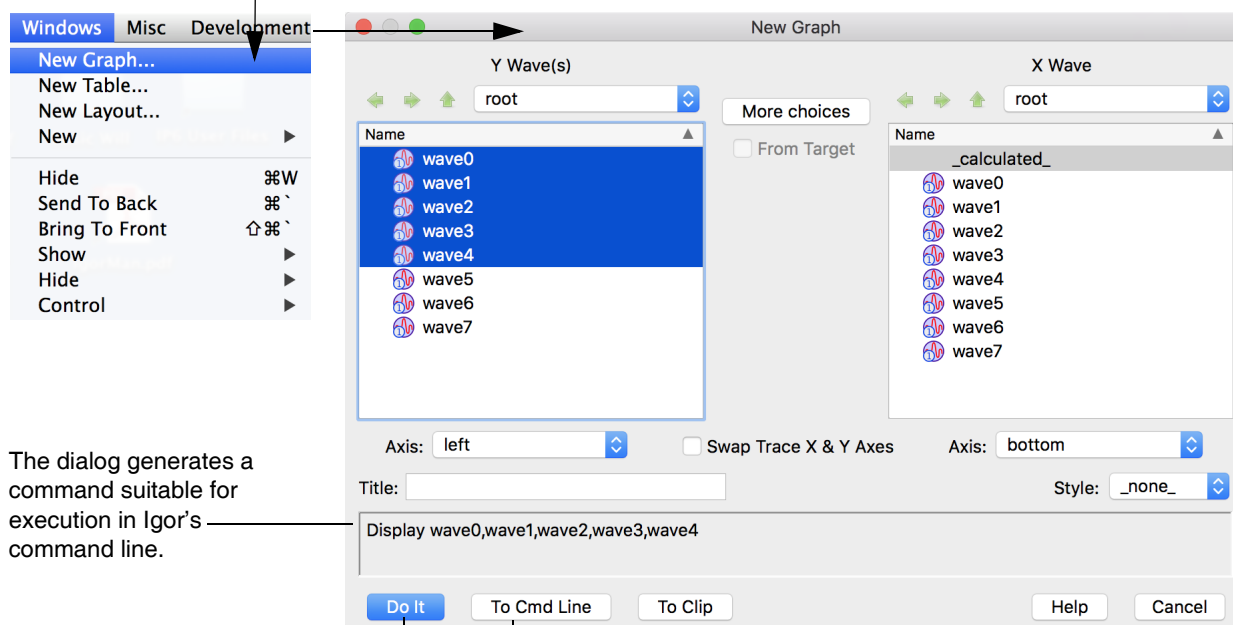 Windows Misc Development
New Graph...
New Table...
New Layout...
New
Hide ⌘W
Send To Back ⌘`
Bring To Front ⇧⌘`
Show
Hide
Control
The dialog generates a
command suitable for
execution in Igor’s
command line.
New Graph
Y Wave(s)
root
Name
wave0
wave1
wave2
wave3
wave4
wave5
wave6
wave7
More choices
From Target
X Wave
root
Name
_calculated_
wave0
wave1
wave2
wave3
wave4
wave5
wave6
wave7
Axis: left
Swap Trace X & Y Axes
Axis: bottom
Title:
Style: _none_
Display wave0,wave1,wave2,wave3,wave4
Do It To Cmd Line To Clip Help Cancel